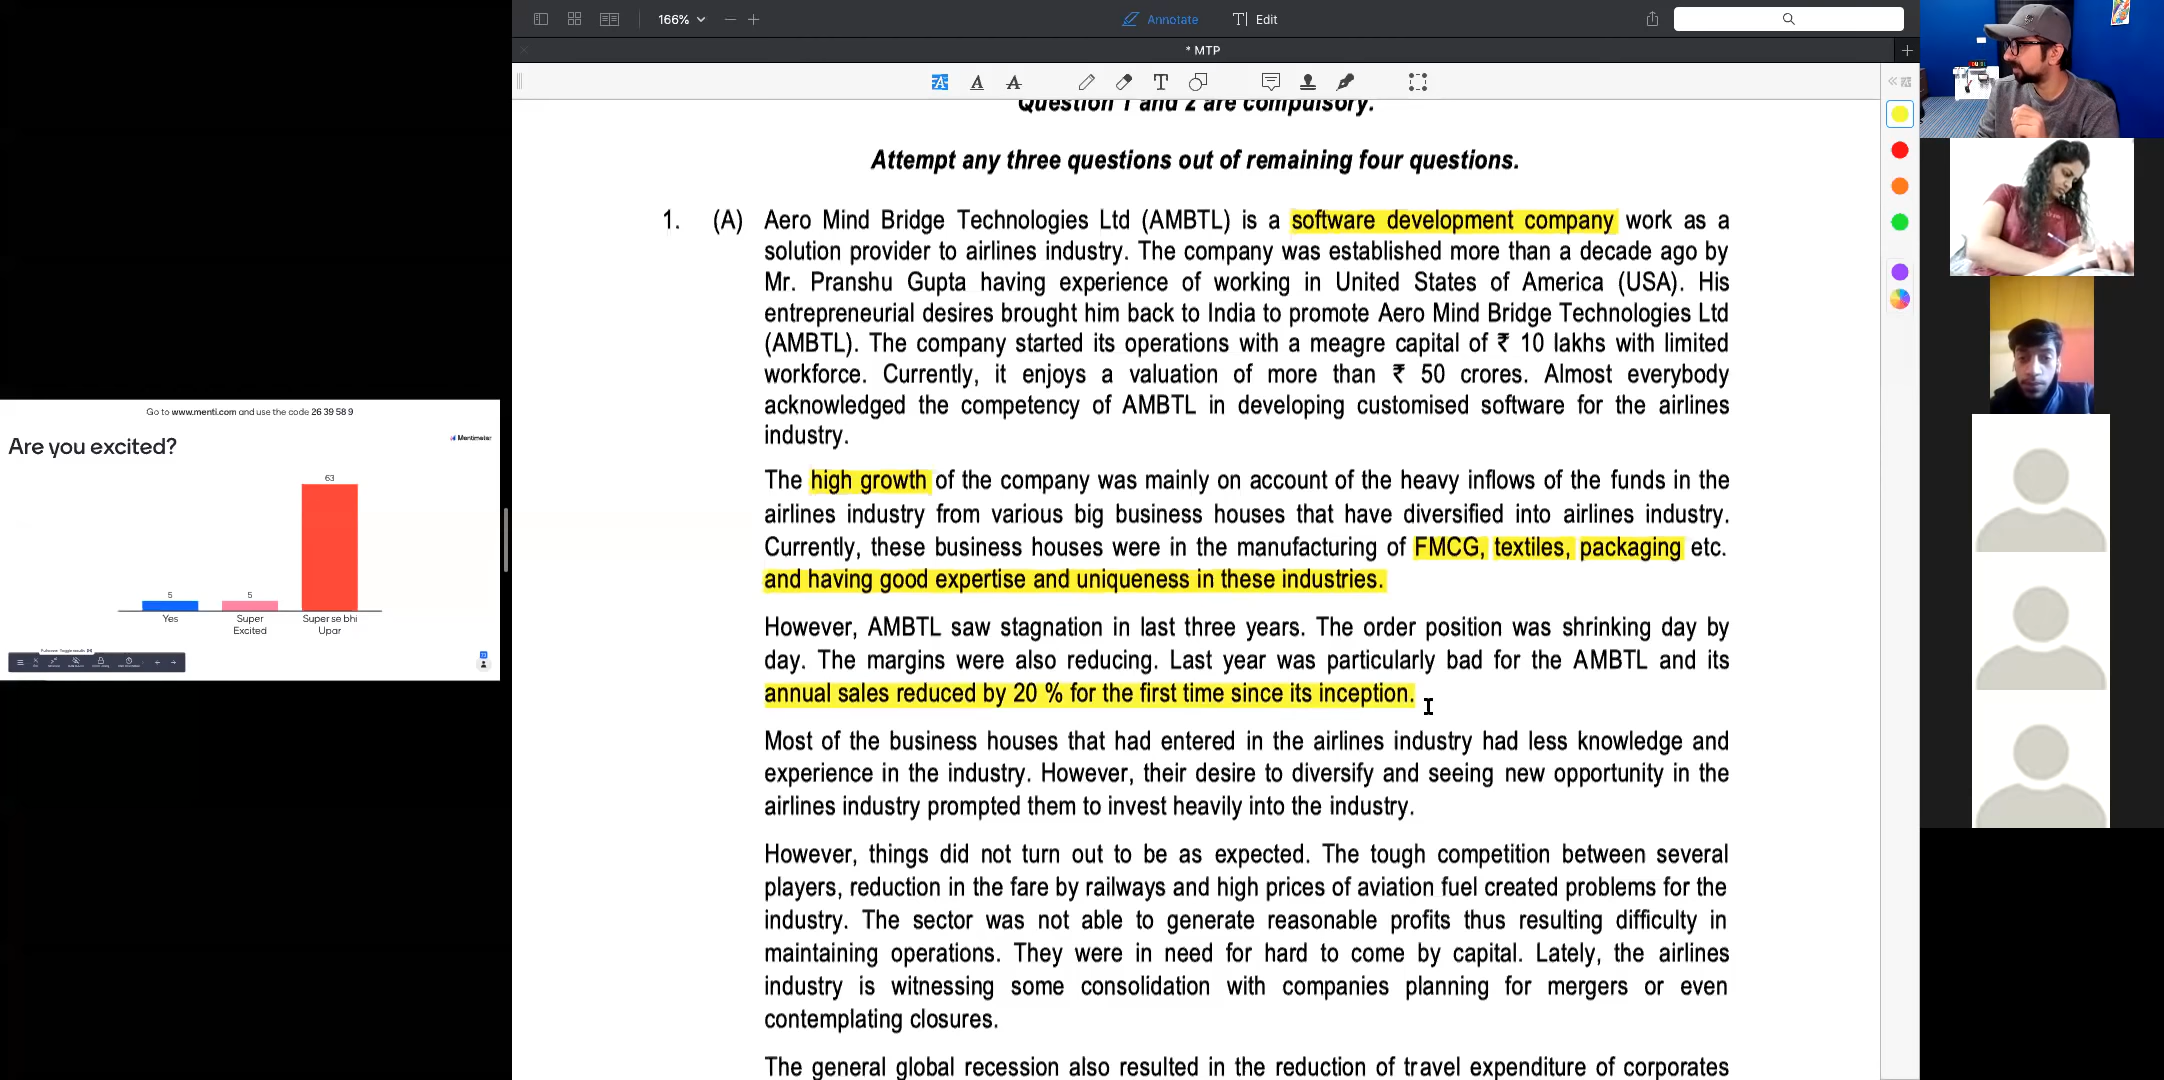 166%
Annotate
T| Edit
* MTP
Question 1 and 2 are compulsory.
Attempt any three questions out of remaining four questions.
1. (A) Aero Mind Bridge Technologies Ltd (AMBTL) is a software development company work as a
solution provider to airlines industry. The company was established more than a decade ago by
Mr. Pranshu Gupta having experience of working in United States of America (USA). His
entrepreneurial desires brought him back to India to promote Aero Mind Bridge Technologies Ltd
(AMBTL). The company started its operations with a meagre capital of ₹ 10 lakhs with limited
workforce. Currently, it enjoys a valuation of more than ₹ 50 crores. Almost everybody
acknowledged the competency of AMBTL in developing customised software for the airlines
industry.
The high growth of the company was mainly on account of the heavy inflows of the funds in the
airlines industry from various big business houses that have diversified into airlines industry.
Currently, these business houses were in the manufacturing of FMCG, textiles, packaging etc.
and having good expertise and uniqueness in these industries.
However, AMBTL saw stagnation in last three years. The order position was shrinking day by
day. The margins were also reducing. Last year was particularly bad for the AMBTL and its
annual sales reduced by 20 % for the first time since its inception.
Most of the business houses that had entered in the airlines industry had less knowledge and
experience in the industry. However, their desire to diversify and seeing new opportunity in the
airlines industry prompted them to invest heavily into the industry.
However, things did not turn out to be as expected. The tough competition between several
players, reduction in the fare by railways and high prices of aviation fuel created problems for the
industry. The sector was not able to generate reasonable profits thus resulting difficulty in
maintaining operations. They were in need for hard to come by capital. Lately, the airlines
industry is witnessing some consolidation with companies planning for mergers or even
contemplating closures.
The general global recession also resulted in the reduction of travel expenditure of corporates
Go to www.menti.com and use the code 26 39 58 9
Are you excited?
Mentimeter
63
5
5
Yes
Super
Excited
Super se bhi
Upar